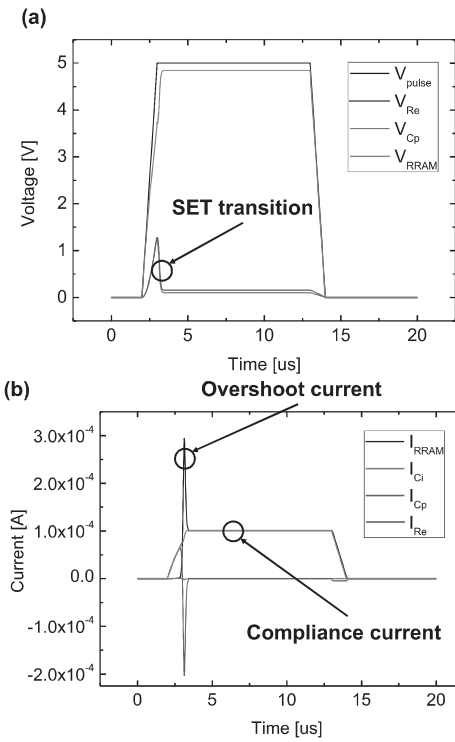 (a)
5
4
3
2
1
0
Voltage [V]
V_pulse
V_Re
V_Cp
V_RRAM
SET transition
0 5 10 15 20
Time [us]
(b)
Overshoot current
3.0x10^-4
2.0x10^-4
1.0x10^-4
0.0
-1.0x10^-4
-2.0x10^-4
Current [A]
I_RRAM
I_Ci
I_Cp
I_Re
Compliance current
0 5 10 15 20
Time [us]